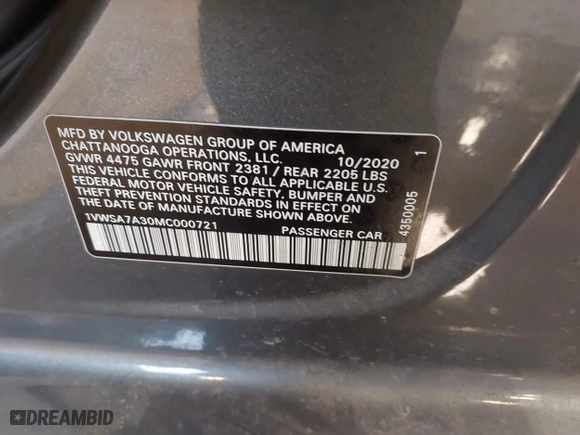 MFD BY VOLKSWAGEN GROUP OF AMERICA
CHATTANOOGA OPERATIONS, LLC. 10/2020
GVWR 4475 GAWR FRONT 2381 / REAR 2205 LBS
THIS VEHICLE CONFORMS TO ALL APPLICABLE U.S.
FEDERAL MOTOR VEHICLE SAFETY, BUMPER AND
THEFT PREVENTION STANDARDS IN EFFECT ON
THE DATE OF MANUFACTURE SHOWN ABOVE.
1VWSA7A30MC000721 PASSENGER CAR
4350005 1
DREAMBID